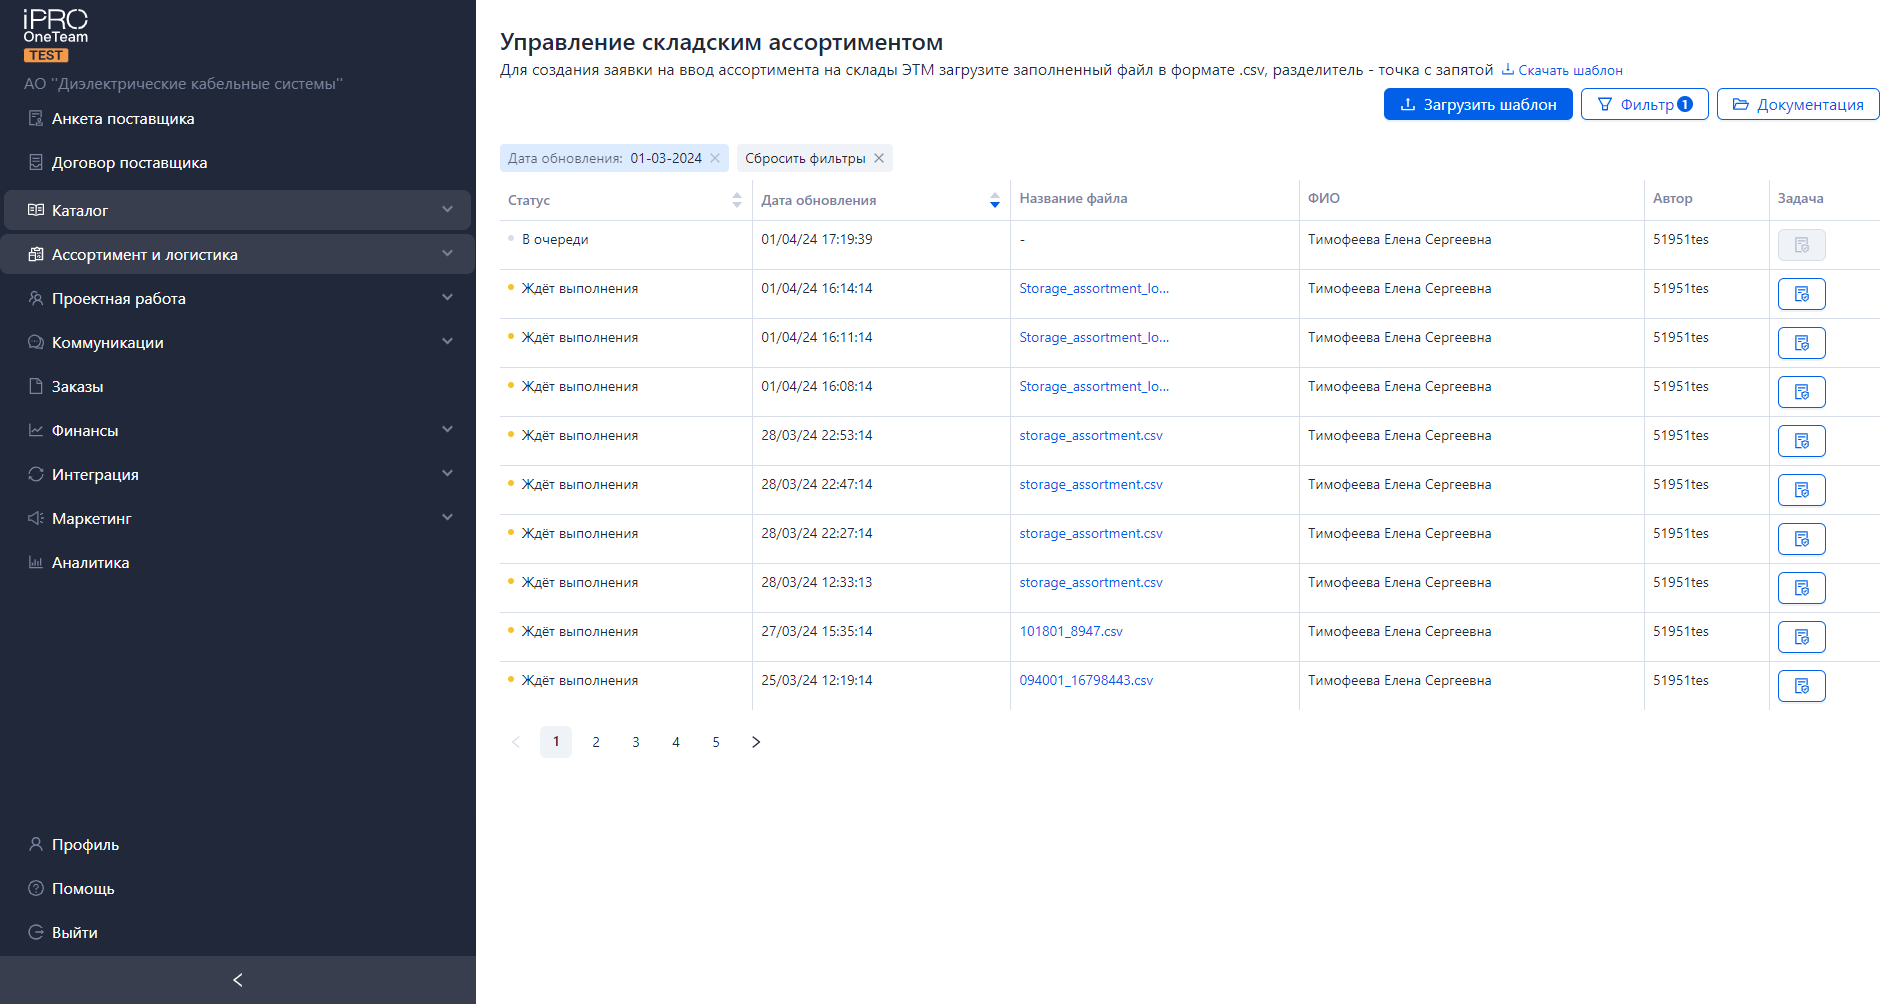 iPRO
OneTeam
TEST
АО "Диэлектрические кабельные системы"
Анкета поставщика
Договор поставщика
Каталог
Ассортимент и логистика
Проектная работа
Коммуникации
Заказы
Финансы
Интеграция
Маркетинг
Аналитика
Профиль
Помощь
Выйти
Управление складским ассортиментом
Для создания заявки на ввод ассортимента на склады ЭТМ загрузите заполненный файл в формате .csv, разделитель - точка с запятой Скачать шаблон
Загрузить шаблон Фильтр 1 Документация
Дата обновления: 01-03-2024 Сбросить фильтры
Статус Дата обновления Название файла ФИО Автор Задача
В очереди 01/04/24 17:19:39 - Тимофеева Елена Сергеевна 51951tes
Ждёт выполнения 01/04/24 16:14:14 Storage_assortment_lo... Тимофеева Елена Сергеевна 51951tes
Ждёт выполнения 01/04/24 16:11:14 Storage_assortment_lo... Тимофеева Елена Сергеевна 51951tes
Ждёт выполнения 01/04/24 16:08:14 Storage_assortment_lo... Тимофеева Елена Сергеевна 51951tes
Ждёт выполнения 28/03/24 22:53:14 storage_assortment.csv Тимофеева Елена Сергеевна 51951tes
Ждёт выполнения 28/03/24 22:47:14 storage_assortment.csv Тимофеева Елена Сергеевна 51951tes
Ждёт выполнения 28/03/24 22:27:14 storage_assortment.csv Тимофеева Елена Сергеевна 51951tes
Ждёт выполнения 28/03/24 12:33:13 storage_assortment.csv Тимофеева Елена Сергеевна 51951tes
Ждёт выполнения 27/03/24 15:35:14 101801_8947.csv Тимофеева Елена Сергеевна 51951tes
Ждёт выполнения 25/03/24 12:19:14 094001_16798443.csv Тимофеева Елена Сергеевна 51951tes
1 2 3 4 5